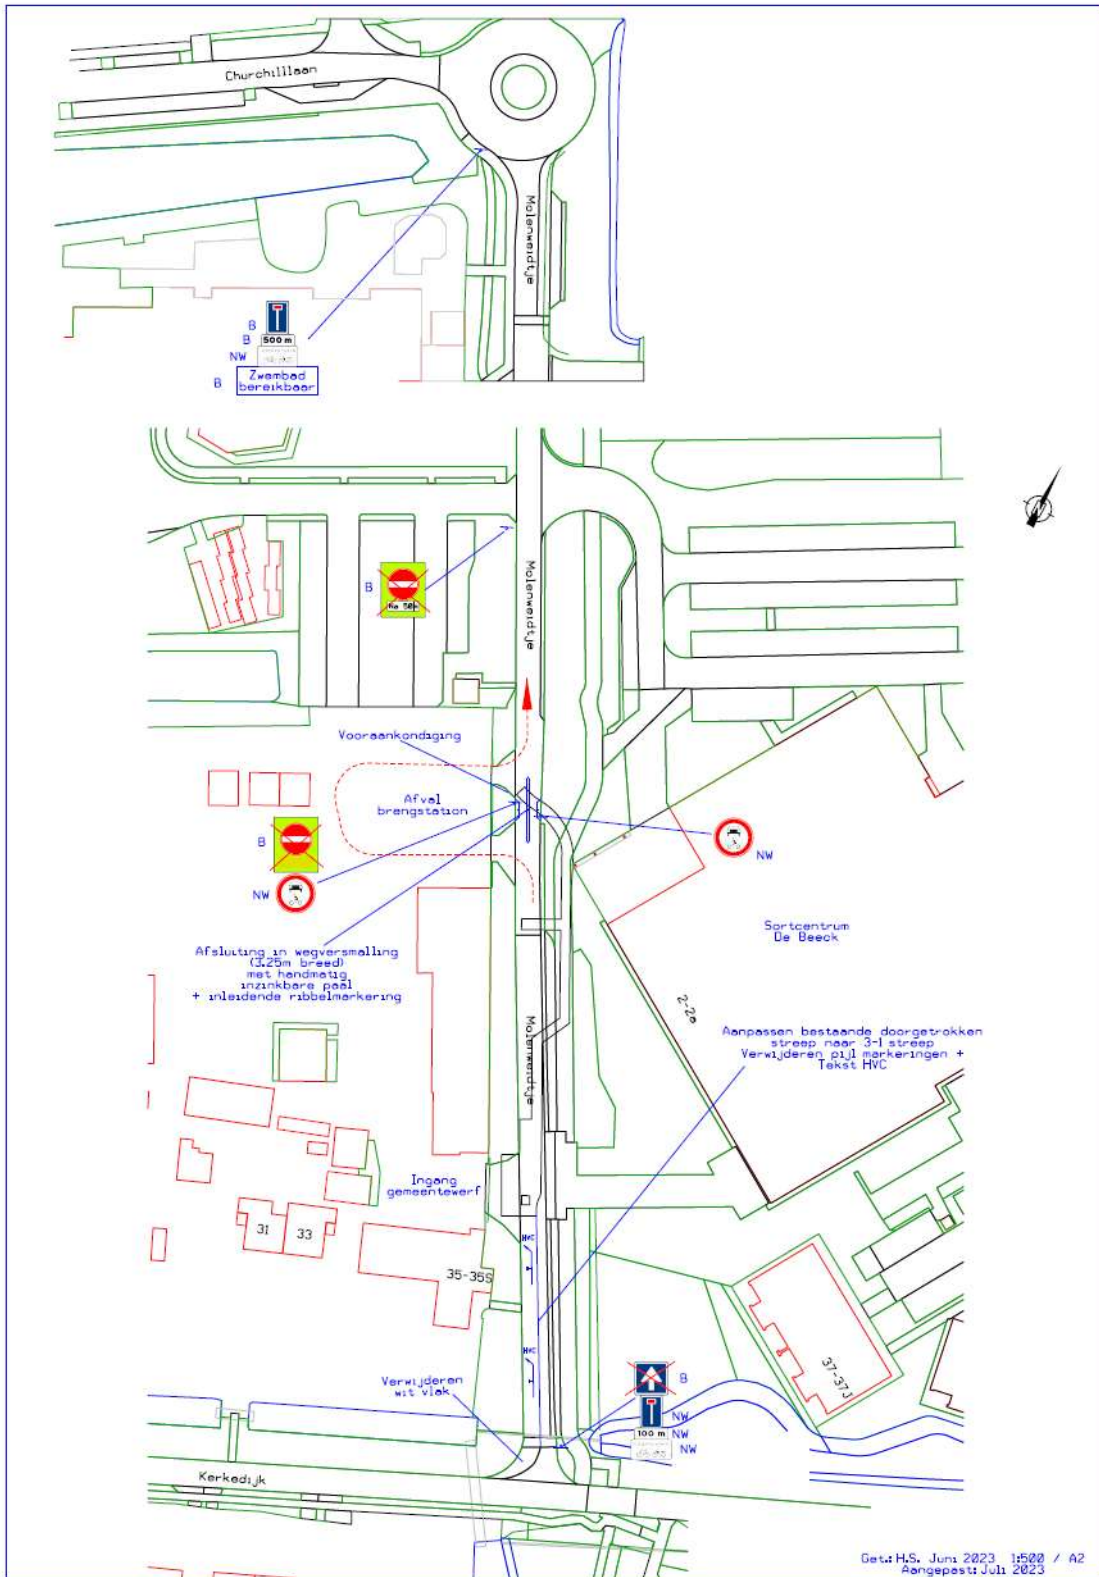 Churchilllaan
Molenweidtje
B
B
500 m
NW
B
Zwembad
bereikbaar
B
Molenweidtje
Vooraankondiging
Afval
brengstation
B
NW
NW
Afsluiting in wegversmalling
(3.25m breed)
met handmatig
inzinkbare paal
+ inleidende ribbelmarkering
Sortcentrum
De Beeck
2-2a
Molenweidtje
Aanpassen bestaande doorgetrokken
streep naar 3-1 streep
Verwijderen pijl markeringen +
Tekst HVC
Ingang
gemeentewerf
31
33
35-35S
HVC
HVC
37-37J
Verwijderen
wit vlak
B
NW
100 m
NW
NW
Kerkedijk
Get.: H.S. Juni 2023 1:500 / A2
Aangepast: Juli 2023